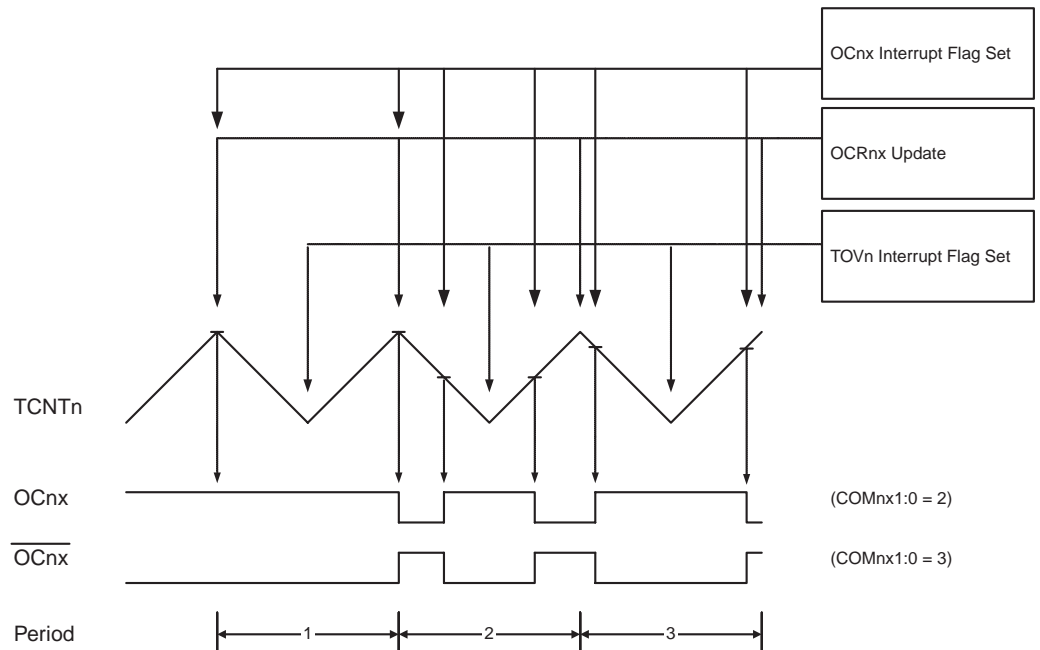 OCnx Interrupt Flag Set
OCRnx Update
TOVn Interrupt Flag Set
TCNTn
OCnx (COMnx1:0 = 2)
OCnx (COMnx1:0 = 3)
Period 1 2 3